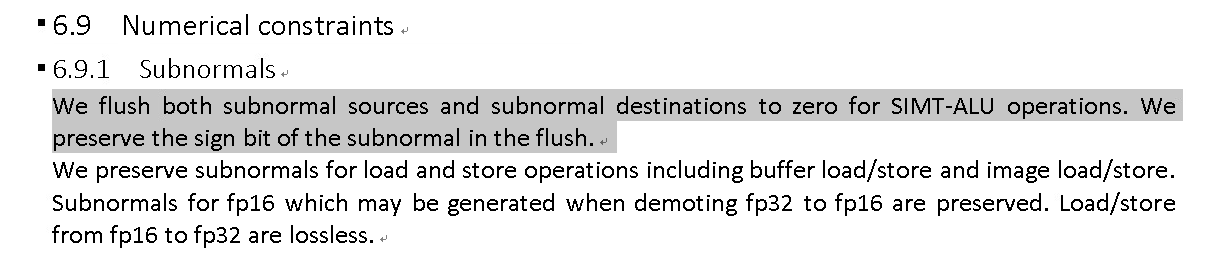 6.9 Numerical constraints
6.9.1 Subnormals
We flush both subnormal sources and subnormal destinations to zero for SIMT-ALU operations. We
preserve the sign bit of the subnormal in the flush.
We preserve subnormals for load and store operations including buffer load/store and image load/store.
Subnormals for fp16 which may be generated when demoting fp32 to fp16 are preserved. Load/store
from fp16 to fp32 are lossless.